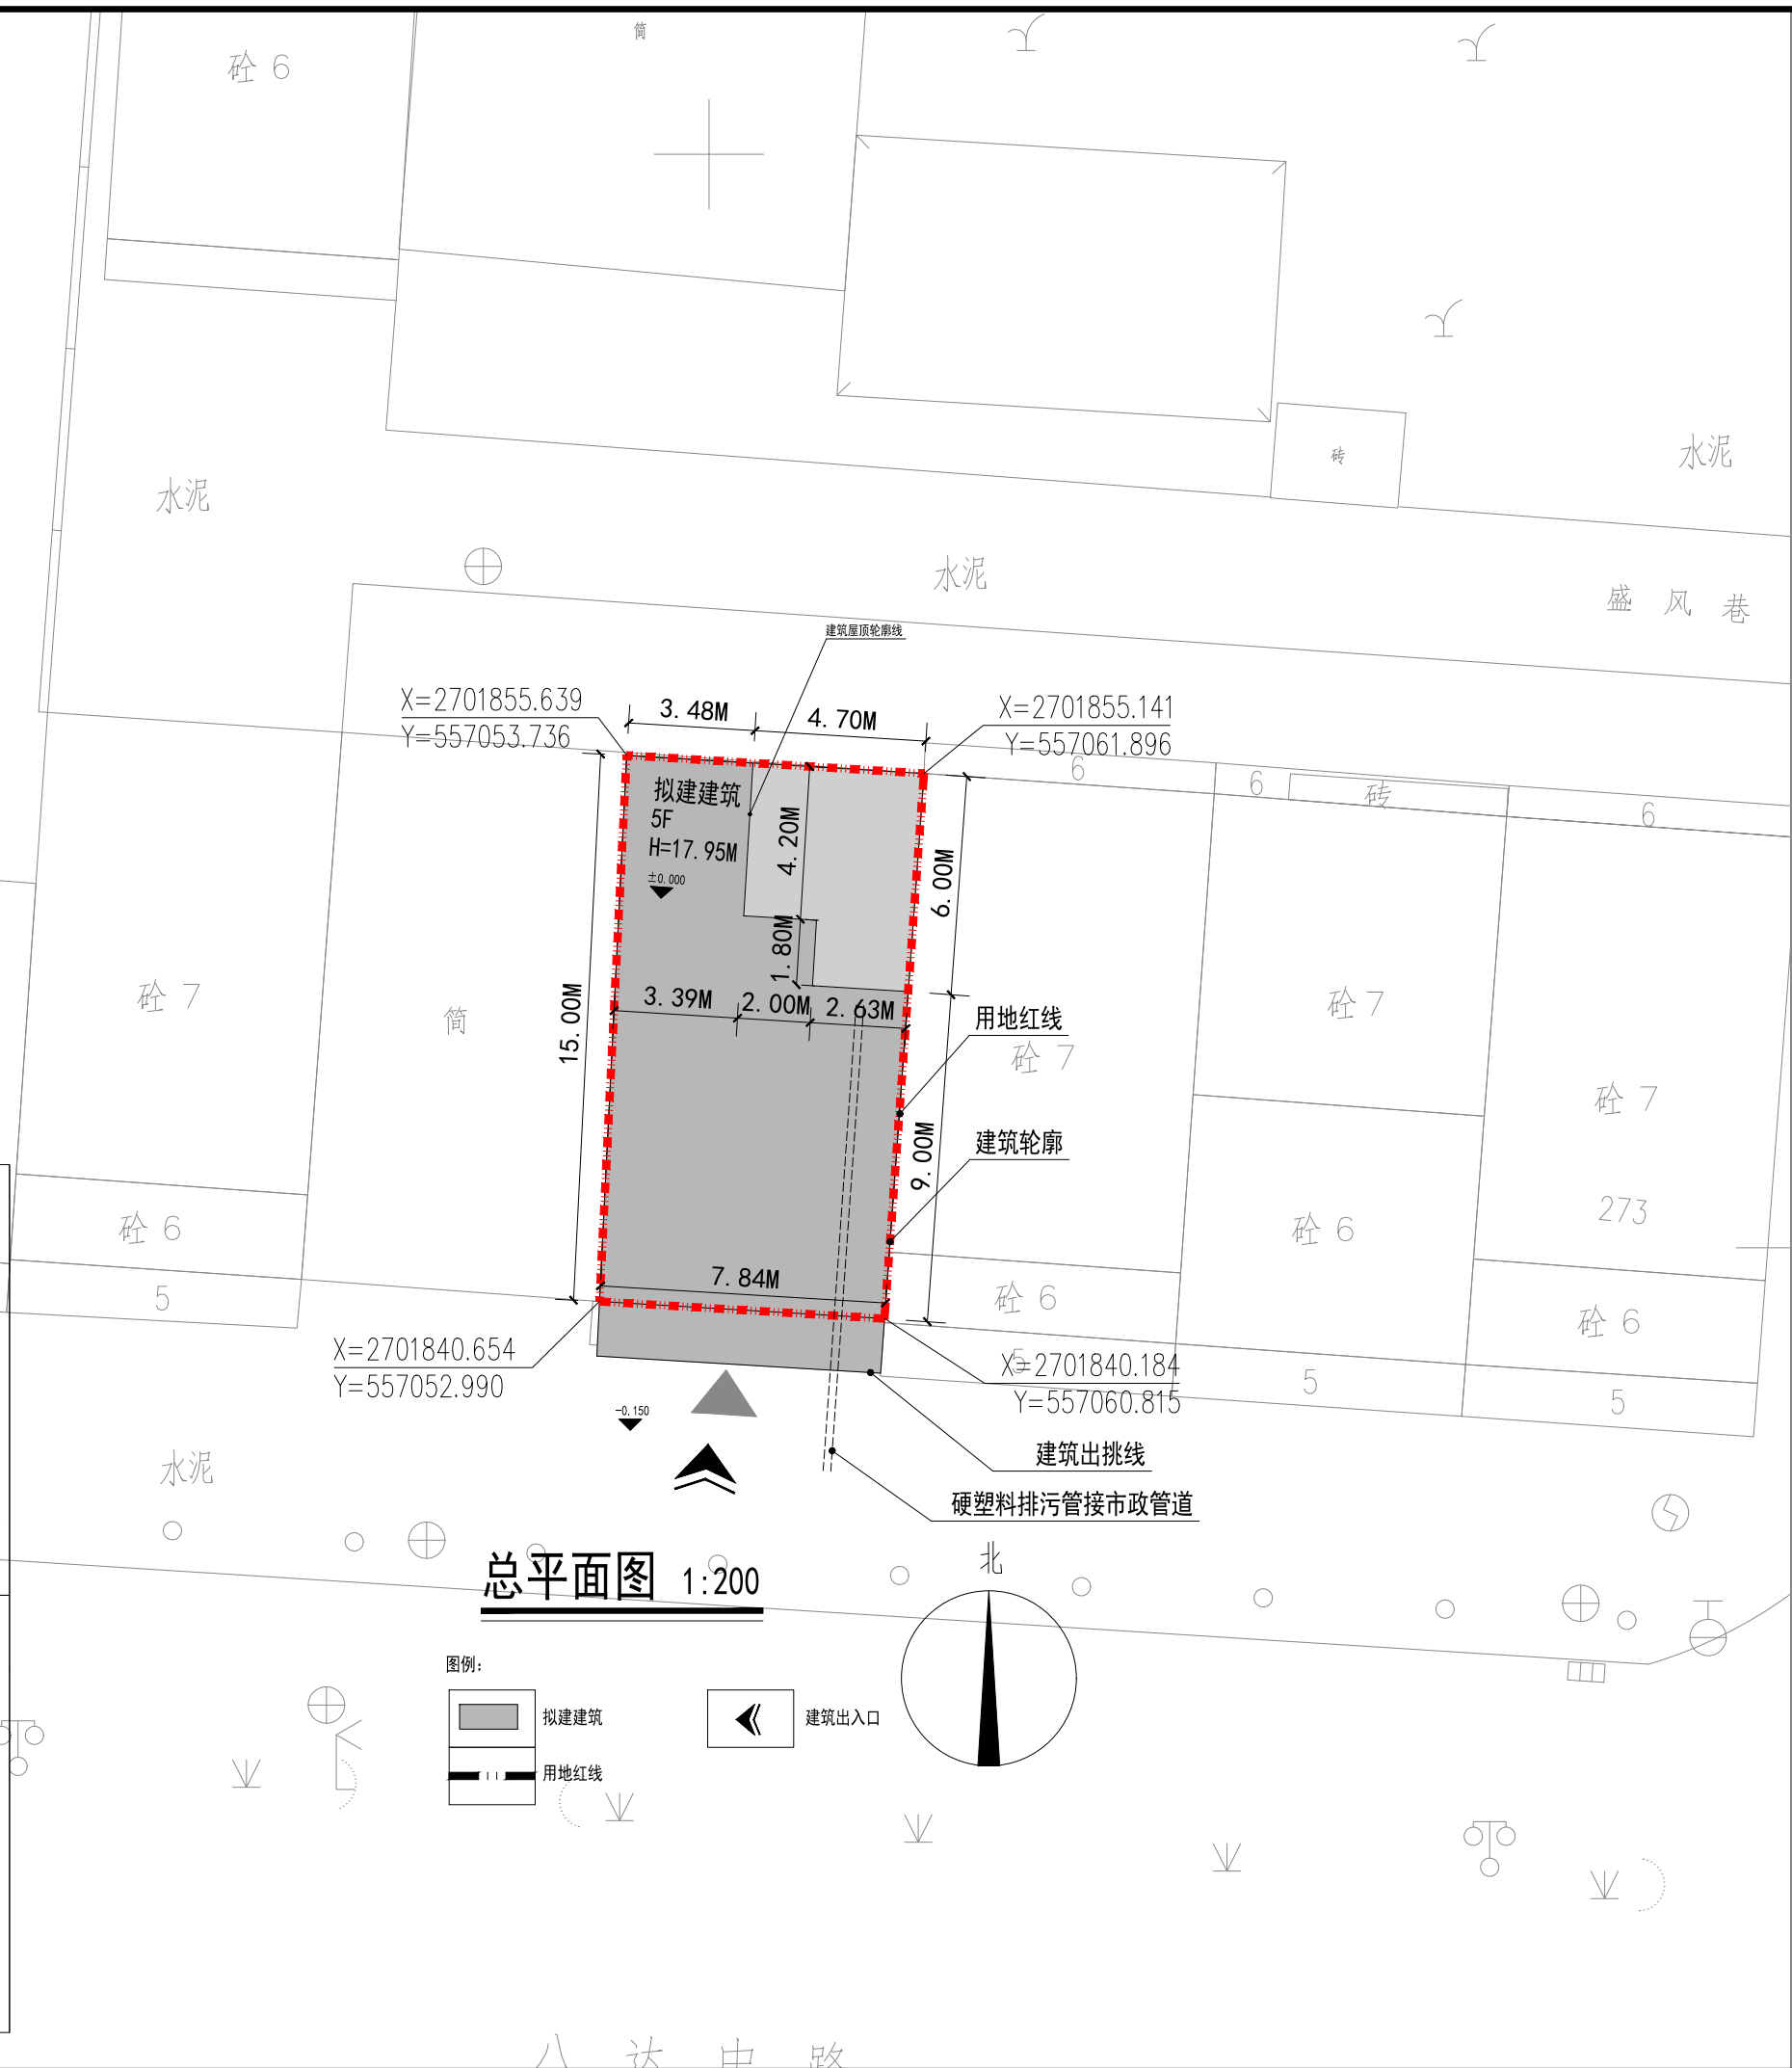 砼 6
简
砖
水泥
水泥
水泥
盛 风 巷
建筑屋顶轮廓线
X=2701855.639
Y=557053.736
3.48M
4.70M
X=2701855.141
Y=557061.896
6
6
砖
6
拟建建筑
5F
H=17.95M
±0.000
4.20M
6.00M
1.80M
砼 7
简
15.00M
3.39M
2.00M
2.63M
用地红线
砼 7
砼 7
砼 7
建筑轮廓
9.00M
273
砼 6
砼 6
7.84M
砼 6
砼 6
5
X=2701840.654
Y=557052.990
X=2701840.184
Y=557060.815
5
5
5
-0.150
建筑出挑线
水泥
硬塑料排污管接市政管道
总平面图 1:200
北
图例:
拟建建筑
建筑出入口
用地红线
八 达 中 路